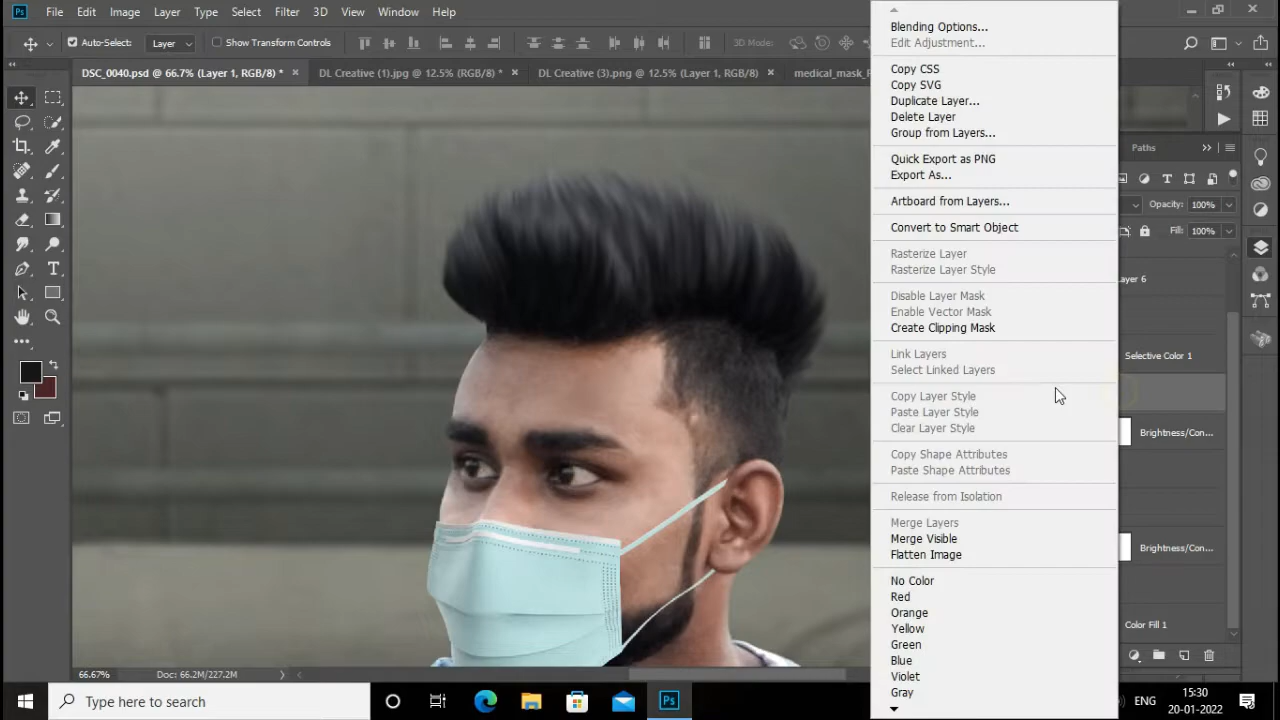 Ps File Edit Image Layer Type Select Filter 3D View Window Help
Auto-Select: Layer Show Transform Controls 3D Mode:
DSC_0040.psd @ 66.7% (Layer 1, RGB/8) * × DL Creative (1).jpg @ 12.5% (RGB/8) * × DL Creative (3).png @ 12.5% (Layer 1, RGB/8) × medical_mask_
Blending Options...
Edit Adjustment...
Copy CSS
Copy SVG
Duplicate Layer...
Delete Layer
Group from Layers...
Quick Export as PNG
Export As...
Artboard from Layers...
Convert to Smart Object
Rasterize Layer
Rasterize Layer Style
Disable Layer Mask
Enable Vector Mask
Create Clipping Mask
Link Layers
Select Linked Layers
Copy Layer Style
Paste Layer Style
Clear Layer Style
Copy Shape Attributes
Paste Shape Attributes
Release from Isolation
Merge Layers
Merge Visible
Flatten Image
No Color
Red
Orange
Yellow
Green
Blue
Violet
Gray
Paths
Opacity: 100%
Fill: 100%
ayer 6
Selective Color 1
Brightness/Con...
Brightness/Con...
Color Fill 1
66.67% Doc: 66.2M/227.2M
Type here to search
Ps
ENG
15:30
20-01-2022